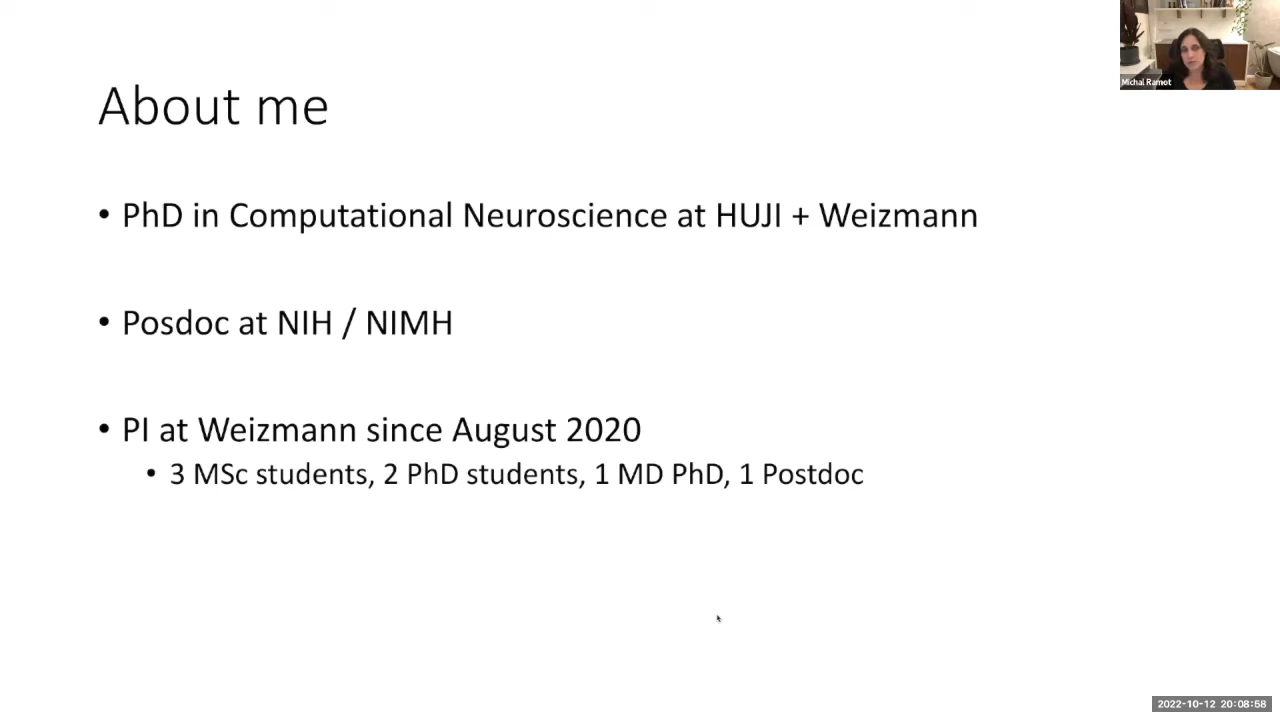 Michal Ramot
About me
• PhD in Computational Neuroscience at HUJI + Weizmann
• Posdoc at NIH / NIMH
• PI at Weizmann since August 2020
• 3 MSc students, 2 PhD students, 1 MD PhD, 1 Postdoc
2022-10-12 20:08:58